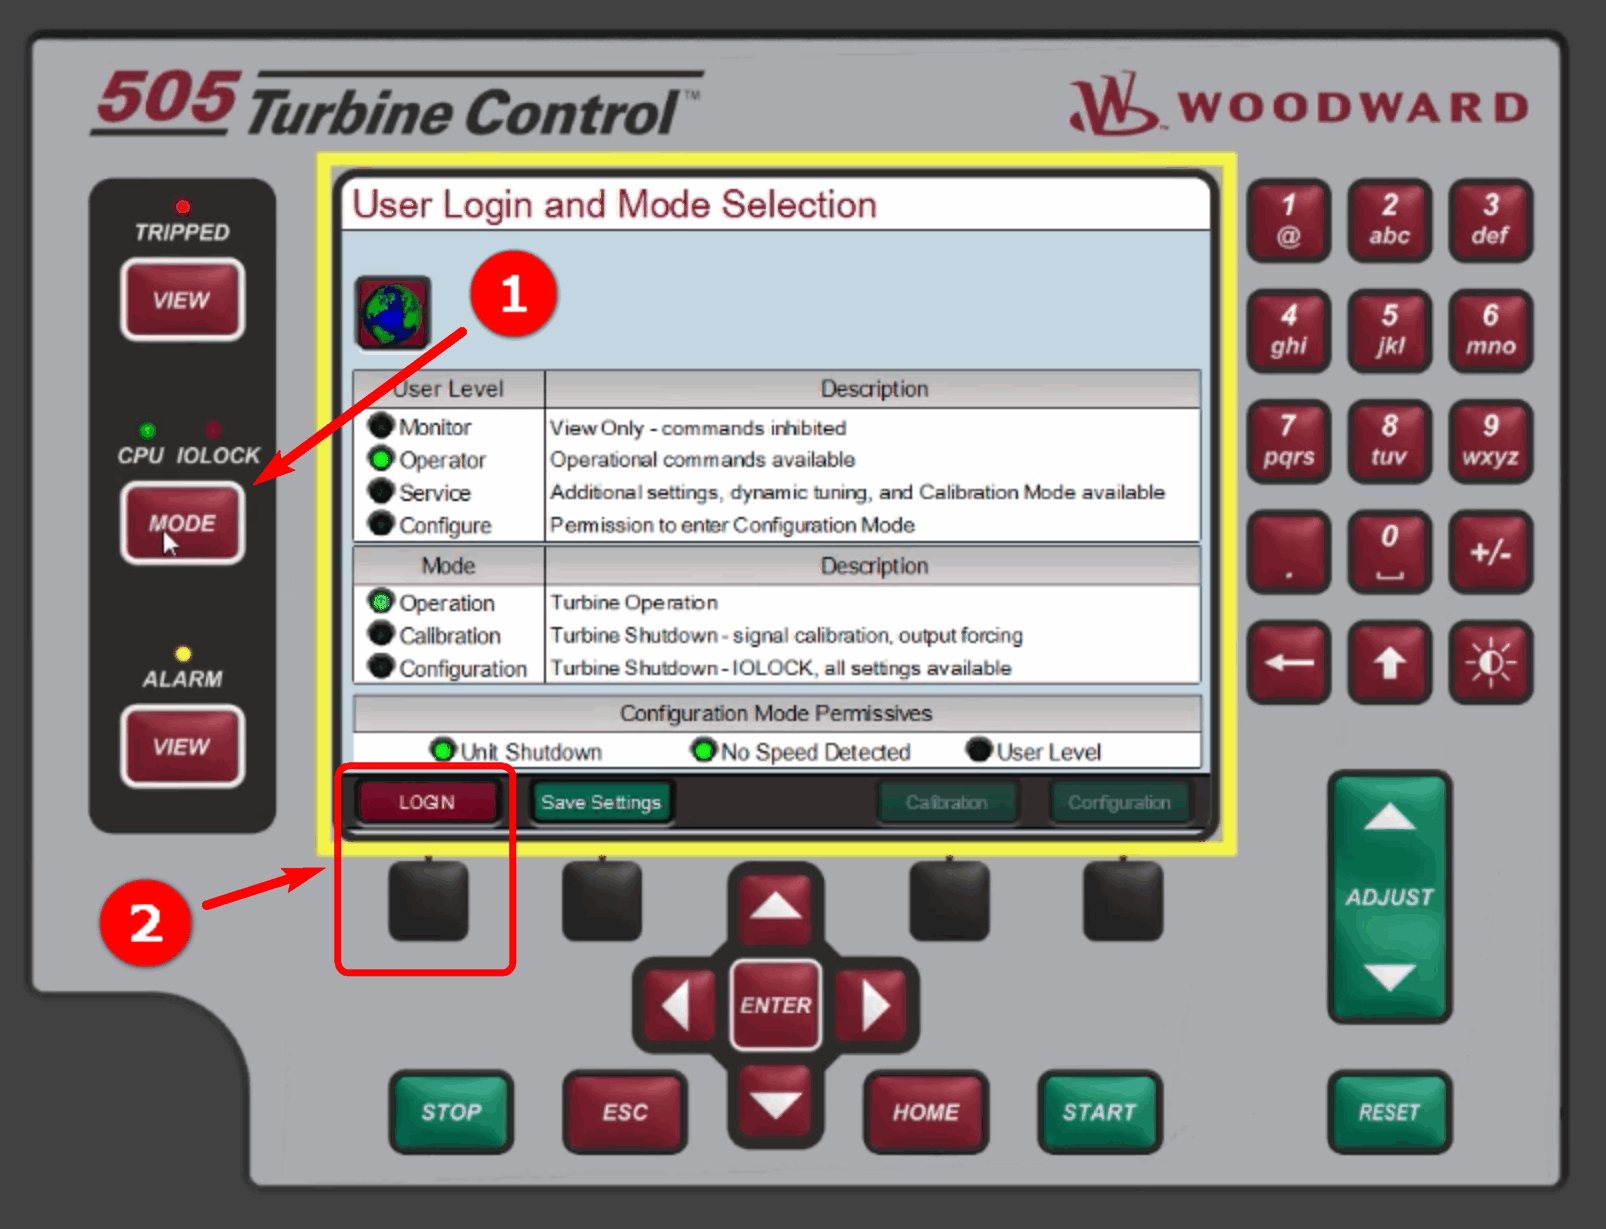 505 Turbine Control™
WOODWARD
TRIPPED
VIEW
CPU IOLOCK
MODE
ALARM
VIEW
1
2
User Login and Mode Selection
User Level Description
Monitor View Only - commands inhibited
Operator Operational commands available
Service Additional settings, dynamic tuning, and Calibration Mode available
Configure Permission to enter Configuration Mode
Mode Description
Operation Turbine Operation
Calibration Turbine Shutdown - signal calibration, output forcing
Configuration Turbine Shutdown - IOLOCK, all settings available
Configuration Mode Permissives
Unit Shutdown No Speed Detected User Level
LOGIN Save Settings Calibration Configuration
1 2 3
@ abc def
4 5 6
ghi jkl mno
7 8 9
pqrs tuv wxyz
. 0 +/-
ADJUST
ENTER
STOP ESC HOME START RESET